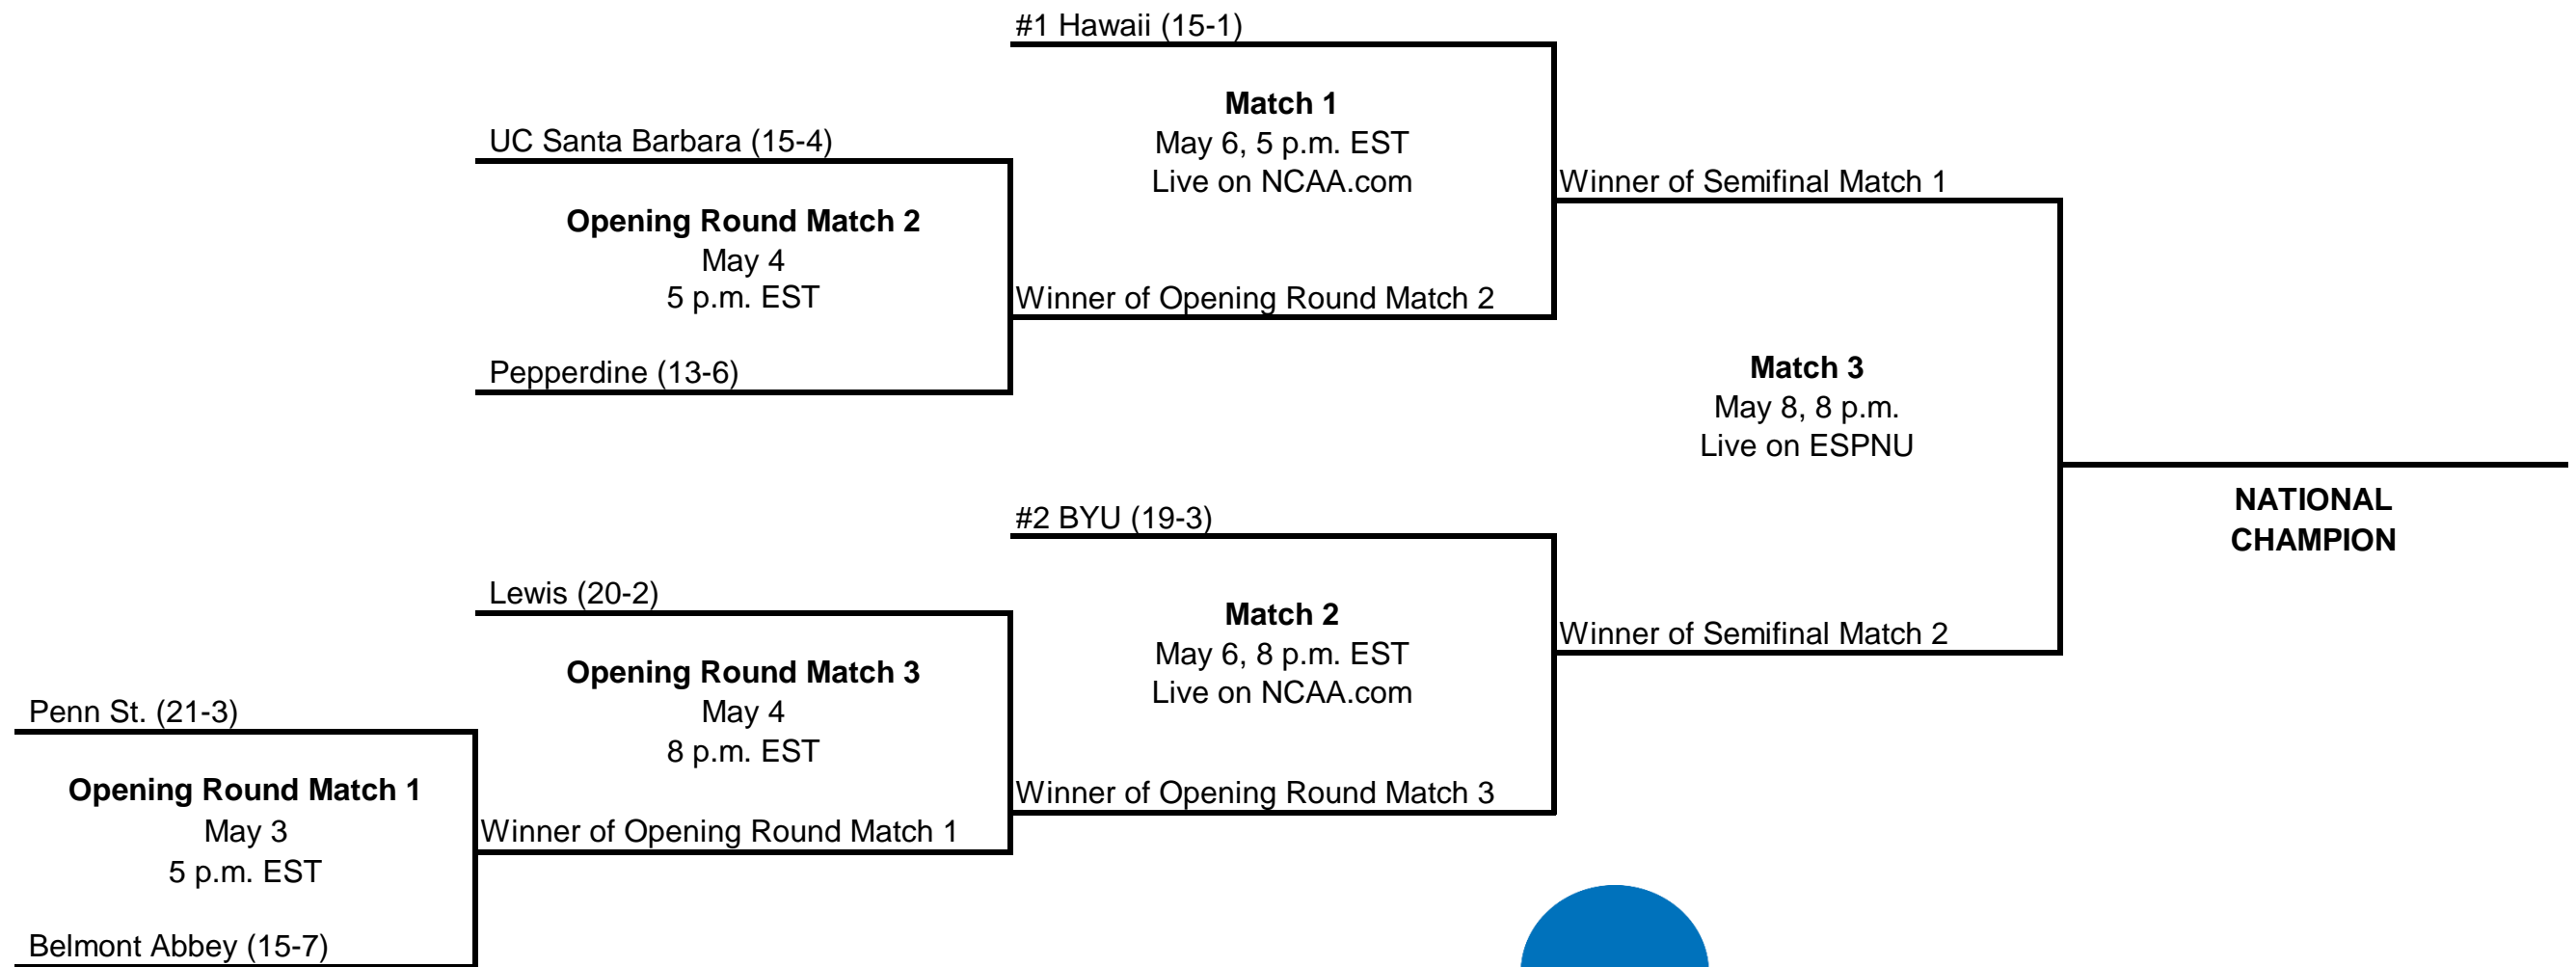 #1 Hawaii (15-1)
Match 1
May 6, 5 p.m. EST
Live on NCAA.com
UC Santa Barbara (15-4)
Opening Round Match 2
May 4
5 p.m. EST
Pepperdine (13-6)
Winner of Opening Round Match 2
Winner of Semifinal Match 1
Match 3
May 8, 8 p.m.
Live on ESPNU
NATIONAL
CHAMPION
#2 BYU (19-3)
Match 2
May 6, 8 p.m. EST
Live on NCAA.com
Winner of Semifinal Match 2
Lewis (20-2)
Opening Round Match 3
May 4
8 p.m. EST
Winner of Opening Round Match 3
Penn St. (21-3)
Opening Round Match 1
May 3
5 p.m. EST
Winner of Opening Round Match 1
Belmont Abbey (15-7)